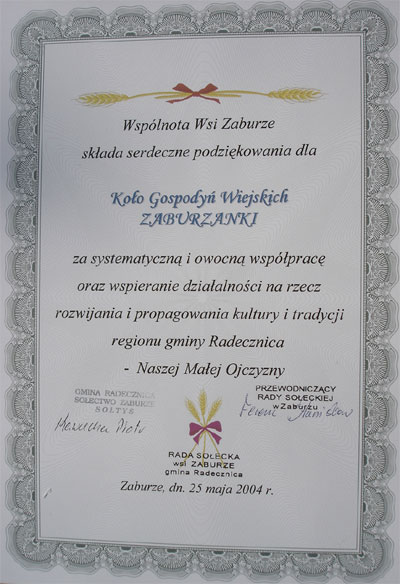 Wspólnota Wsi Zaburze
składa serdeczne podziękowania dla
Koło Gospodyń Wiejskich
ZABURZANKI
za systematyczną i owocną współpracę
oraz wspieranie działalności na rzecz
rozwijania i propagowania kultury i tradycji
regionu gminy Radecznica
- Naszej Małej Ojczyzny
GMINA RADECZNICA
SOŁECTWO ZABURZE
SOŁTYS
PRZEWODNICZĄCY
RADY SOŁECKIEJ
w Zaburzu
Piotr
Stanisław
RADA SOŁECKA
wsi ZABURZE
gmina Radecznica
Zaburze, dn. 25 maja 2004 r.